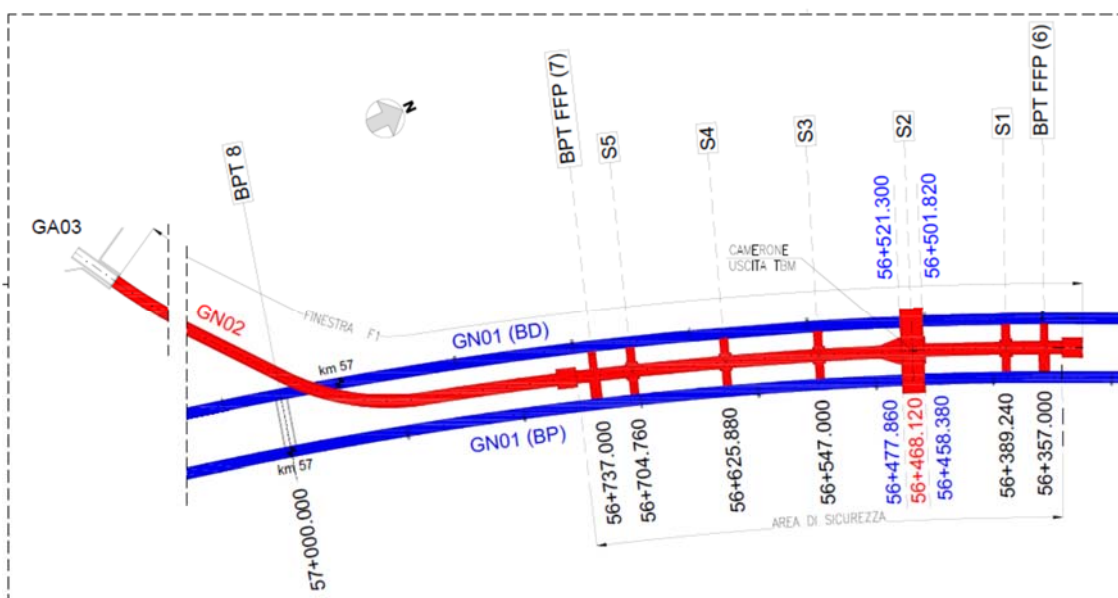 BPT FFP (7)
S5
S4
S3
S2
S1
BPT FFP (6)
N
BPT 8
56+521.300
56+501.820
GA03
CAMERONE
USCITA TBM
GN02
FINESTRA F1
GN01 (BD)
km 57
GN01 (BP)
km 57
57+000.000
56+737.000
56+704.760
56+625.880
56+547.000
56+477.860
56+468.120
56+458.380
56+389.240
56+357.000
AREA DI SICUREZZA